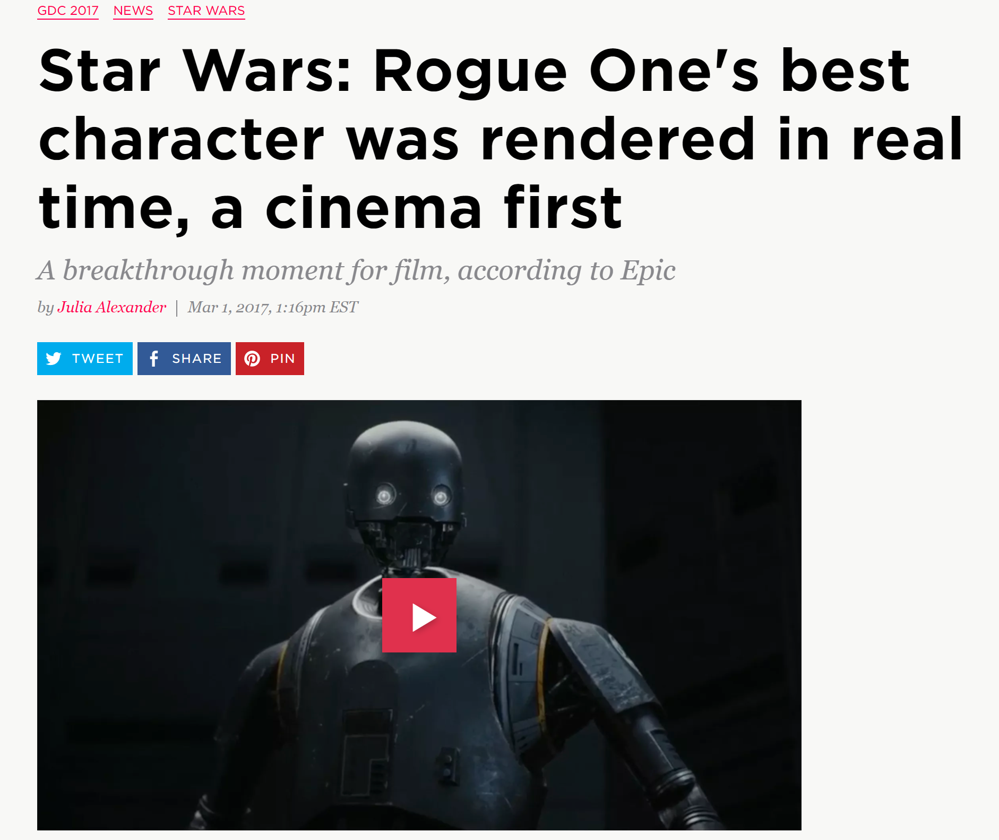 GDC 2017 NEWS STAR WARS
Star Wars: Rogue One's best
character was rendered in real
time, a cinema first
A breakthrough moment for film, according to Epic
by Julia Alexander | Mar 1, 2017, 1:16pm EST
TWEET SHARE PIN